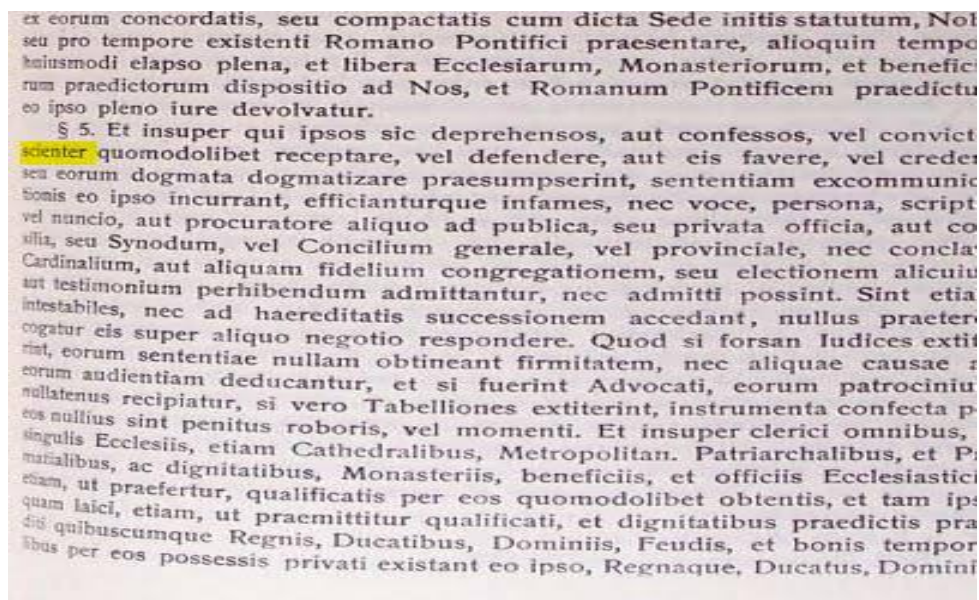 ex eorum concordatis, seu compactatis cum dicta Sede initis statutum, Nob
seu pro tempore existenti Romano Pontifici praesentare, alioquin tempo
huiusmodi elapso plena, et libera Ecclesiarum, Monasteriorum, et benefici
rum praedictorum dispositio ad Nos, et Romanum Pontificem praedictu
eo ipso pleno iure devolvatur.
§ 5. Et insuper qui ipsos sic deprehensos, aut confessos, vel convict
scienter quomodolibet receptare, vel defendere, aut eis favere, vel creder
seu eorum dogmata dogmatizare praesumpserint, sententiam excommunic
tionis eo ipso incurrant, efficianturque infames, nec voce, persona, script
vel nuncio, aut procuratore aliquo ad publica, seu privata officia, aut co
silia, seu Synodum, vel Concilium generale, vel provinciale, nec conclav
Cardinalium, aut aliquam fidelium congregationem, seu electionem alicuiu
aut testimonium perhibendum admittantur, nec admitti possint. Sint etia
intestabiles, nec ad haereditatis successionem accedant, nullus praetere
cogatur eis super aliquo negotio respondere. Quod si forsan Iudices extit
rint, eorum sententiae nullam obtineant firmitatem, nec aliquae causae a
eorum audientiam deducantur, et si fuerint Advocati, eorum patrociniu
nullatenus recipiatur, si vero Tabelliones extiterint, instrumenta confecta p
eos nullius sint penitus roboris, vel momenti. Et insuper clerici omnibus,
singulis Ecclesiis, etiam Cathedralibus, Metropolitan. Patriarchalibus, et Pr
matialibus, ac dignitatibus, Monasteriis, beneficiis, et officiis Ecclesiastic
etiam, ut praefertur, qualificatis per eos quomodolibet obtentis, et tam ips
quam laici, etiam, ut praemittitur qualificati, et dignitatibus praedictis prae
diti quibuscumque Regnis, Ducatibus, Dominiis, Feudis, et bonis tempor
libus per eos possessis privati existant eo ipso, Regnaque, Ducatus, Domini